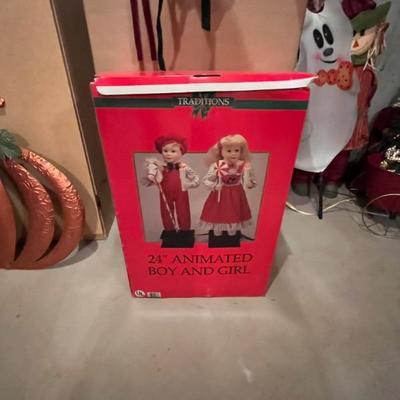 TRADITIONS
24" ANIMATED
BOY AND GIRL